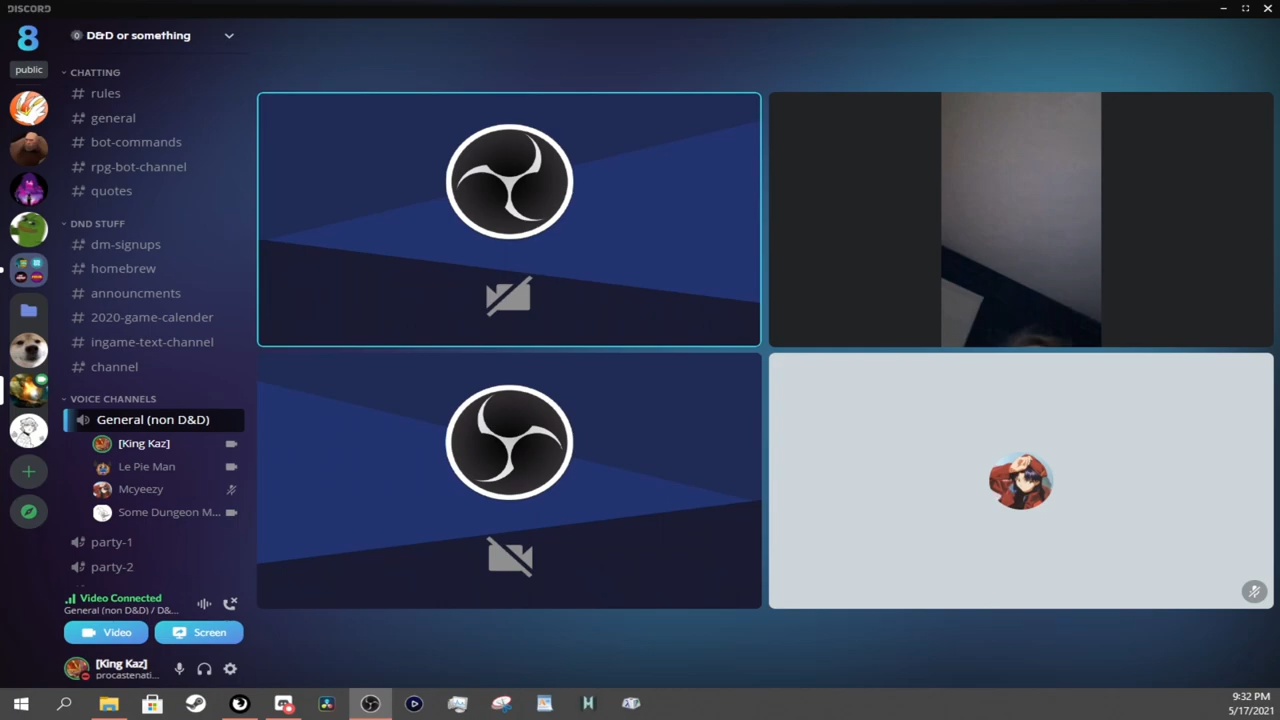 DISCORD
8
public
D&D or something
CHATTING
rules
general
bot-commands
rpg-bot-channel
quotes
DND STUFF
dm-signups
homebrew
announcments
2020-game-calender
ingame-text-channel
channel
VOICE CHANNELS
General (non D&D)
[King Kaz]
Le Pie Man
Mcyeezy
Some Dungeon M...
party-1
party-2
Video Connected
General (non D&D) / D&...
Video
Screen
[King Kaz]
procastenati...
9:32 PM
5/17/2021